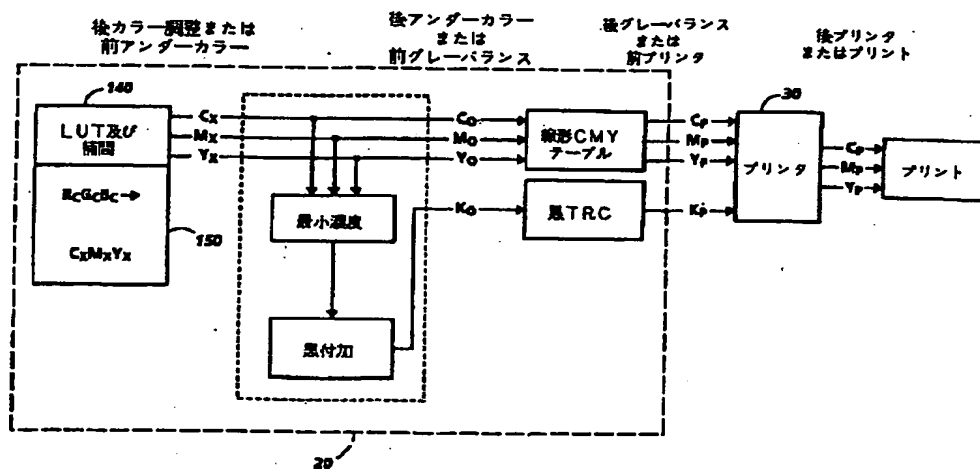 後カラー調整または
前アンダーカラー
後アンダーカラー
または
前グレーバランス
後グレーバランス
または
前プリンタ
後プリンタ
またはプリント
140
LUT及び
補間
RCGCBC→
CXMXYX
150
CX
MX
YX
最小濃度
黒付加
CO
MO
YO
KO
線形CMY
テーブル
黒TRC
CP
MP
YP
KP
30
プリンタ
CP
MP
YP
プリント
20